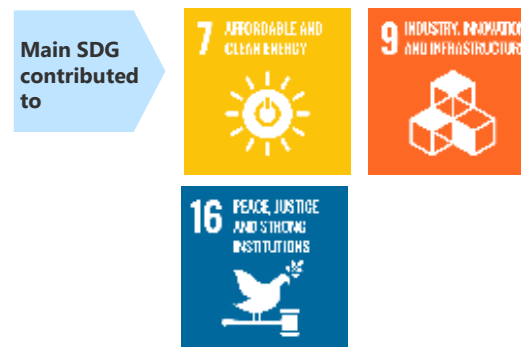 Main SDG
contributed
to
7 AFFORDABLE AND
CLEAN ENERGY
9 INDUSTRY, INNOVATION
AND INFRASTRUCTURE
16 PEACE, JUSTICE
AND STRONG
INSTITUTIONS